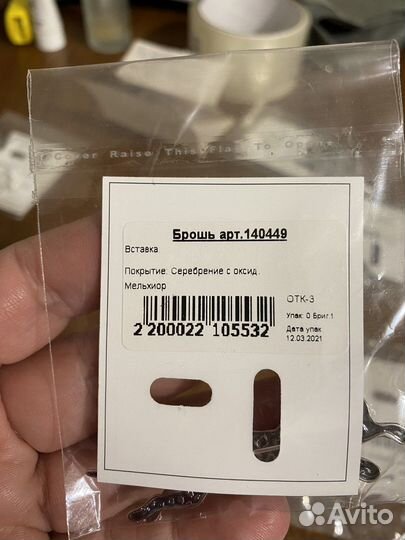 Cover Raise This Flap To Open
Брошь арт.140449
Вставка
Покрытие: Серебрение с оксид.
Мельхиор
ОТК-3
Упак: 0 Бриг.1
Дата упак
12.03.2021
2 200022 105532
Avito